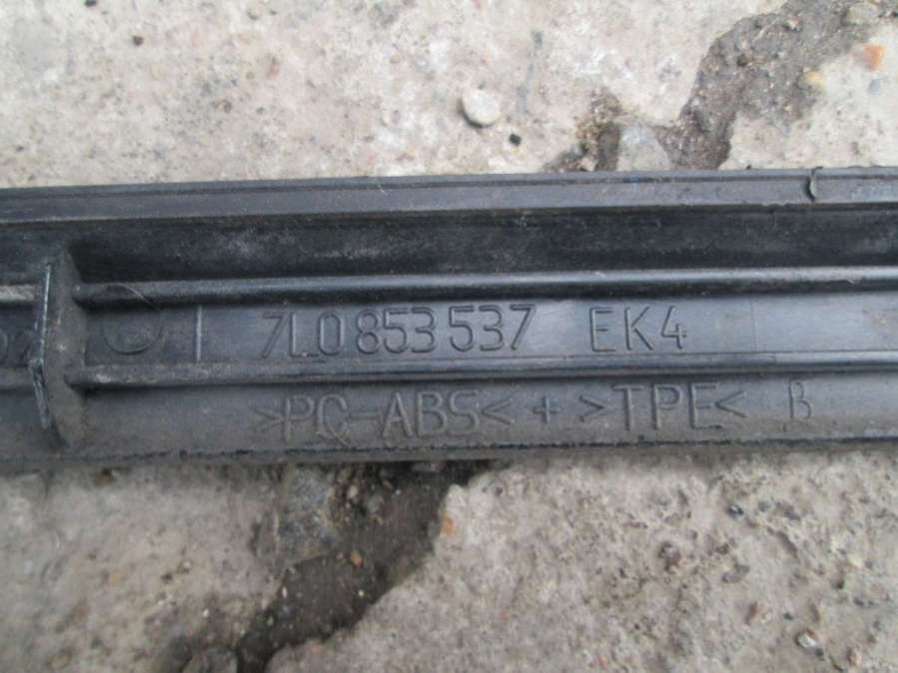 7L0853537 EK4
>PC-ABS< + >TPE< B